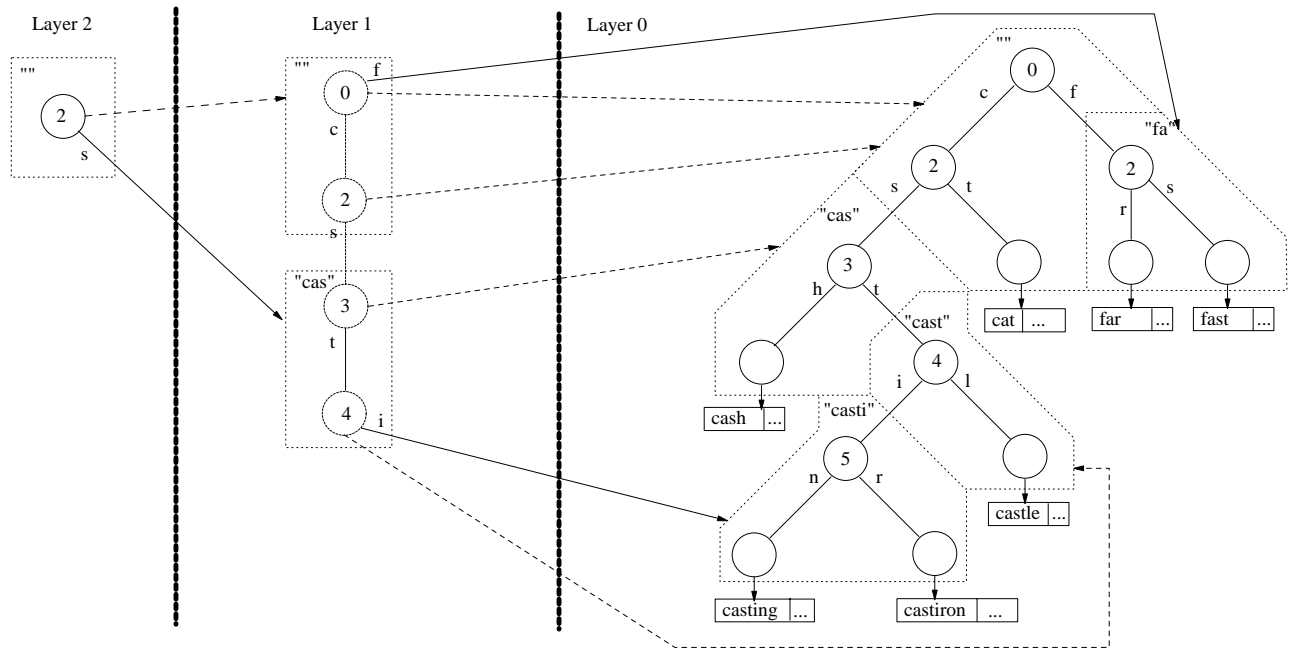 Layer 2
Layer 1
Layer 0
""
2
s
""
f
0
c
2
s
"cas"
3
t
4
i
""
0
c
f
"fa"
2
s
t
2
r
s
"cas"
3
h
t
cat ...
far ...
fast ...
"cast"
4
i
l
cash ...
"casti"
5
n
r
castle ...
casting ...
castiron ...